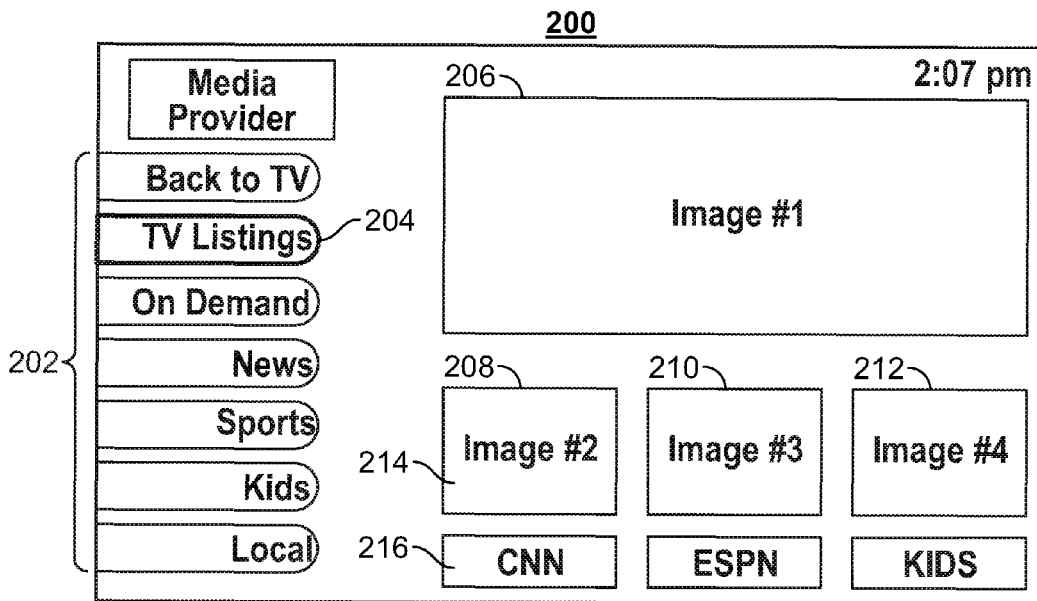 200
2:07 pm
Media
Provider
206
Back to TV
TV Listings
204
Image #1
On Demand
202
News
Sports
Kids
Local
208
210
212
Image #2
Image #3
Image #4
214
216
CNN
ESPN
KIDS